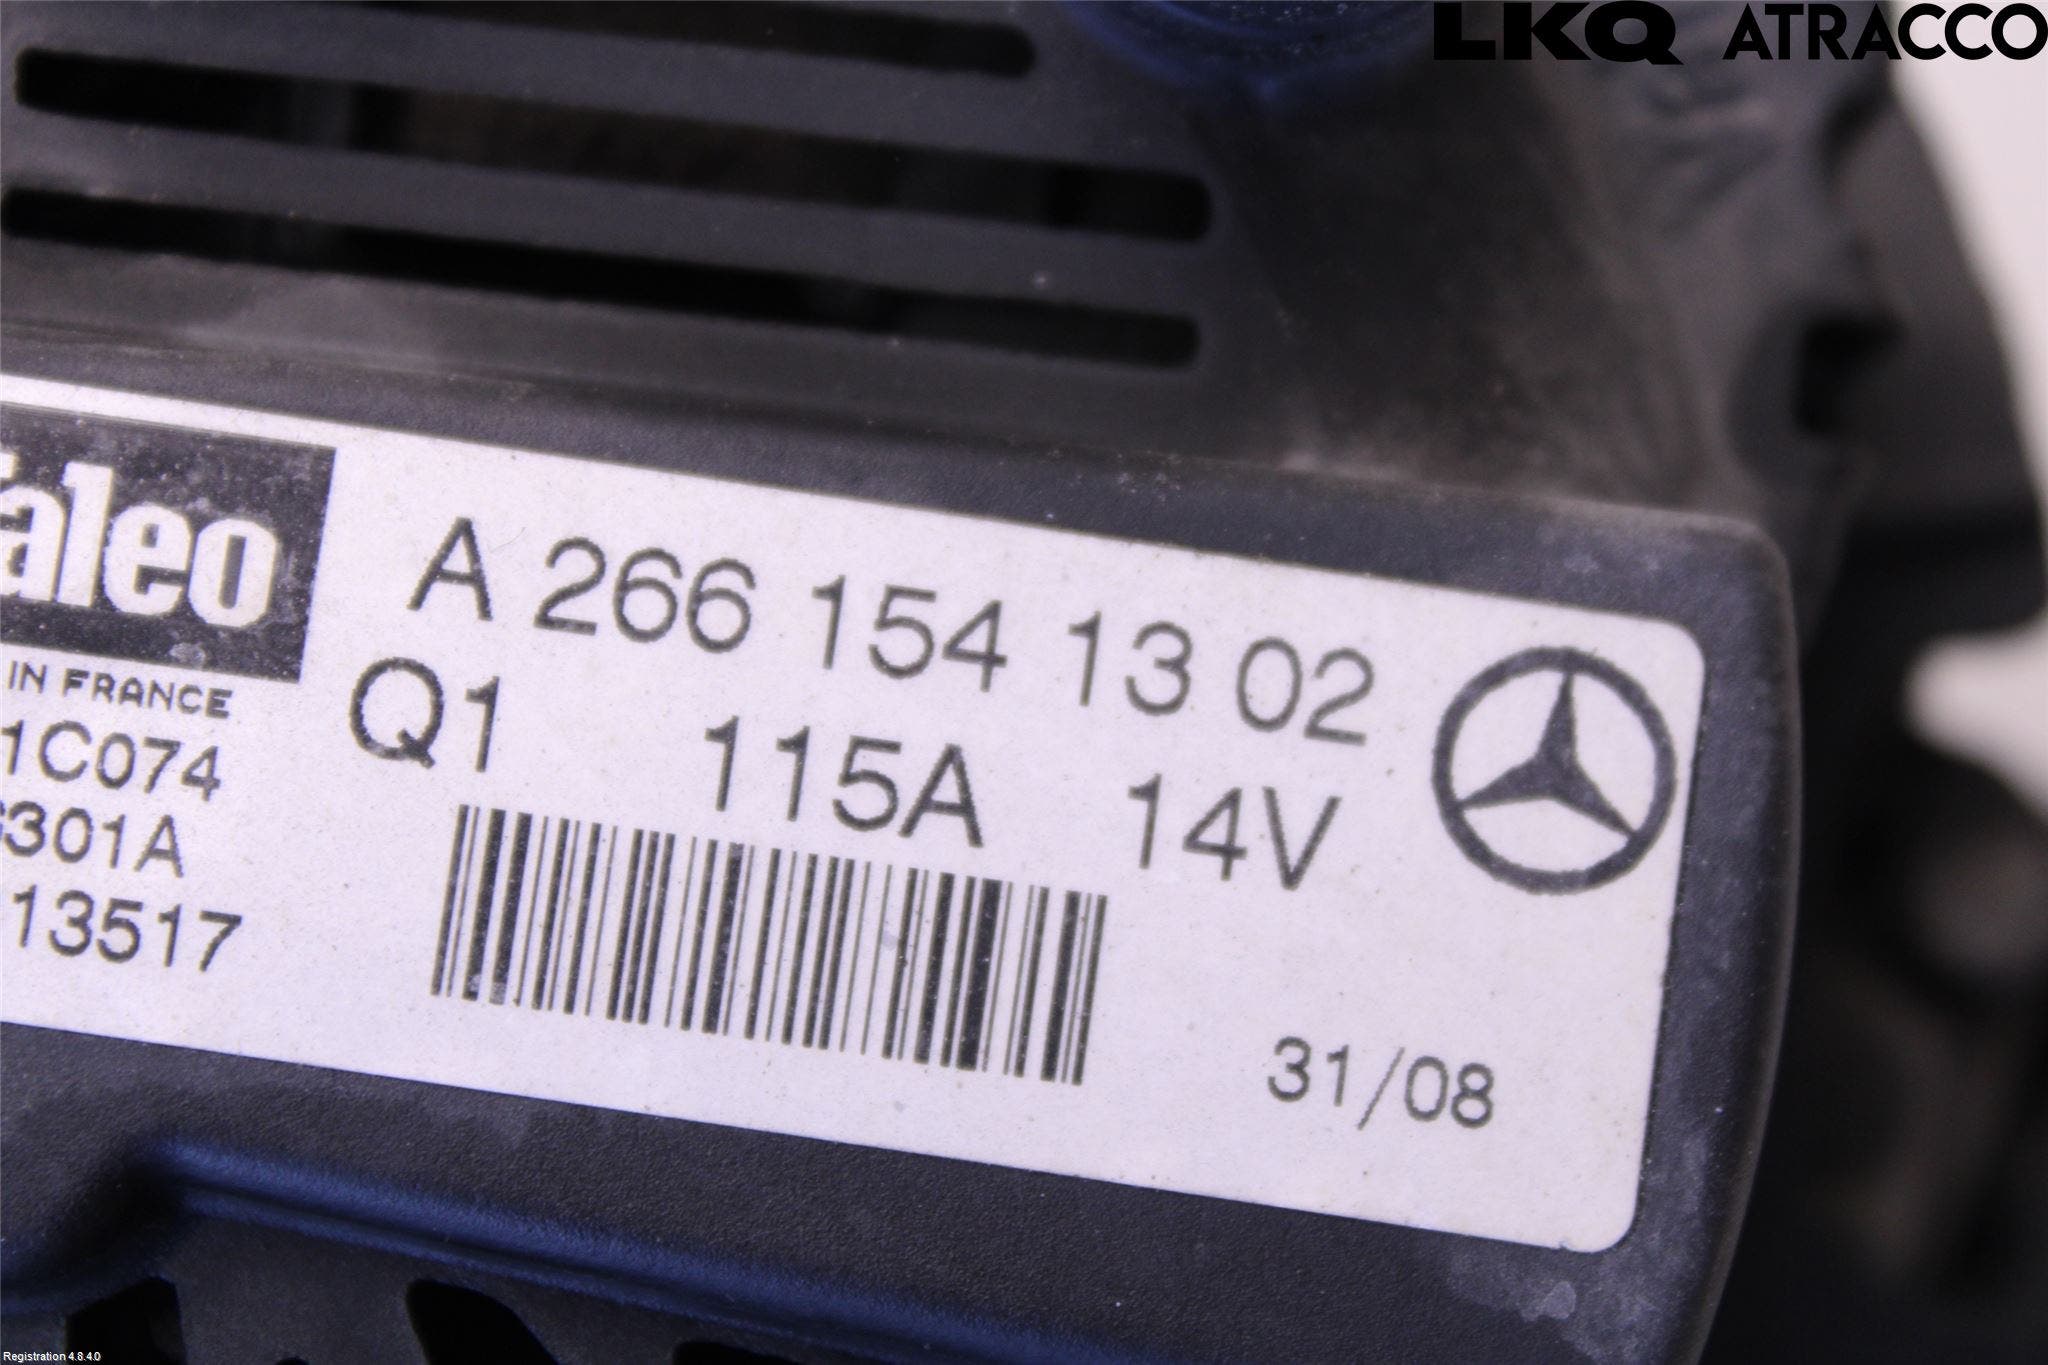 LKQ ATRACCO
Valeo
A 266 154 13 02
IN FRANCE
Q1 115A 14V
1C074
301A
13517
31/08
Registration 4.8.4.0